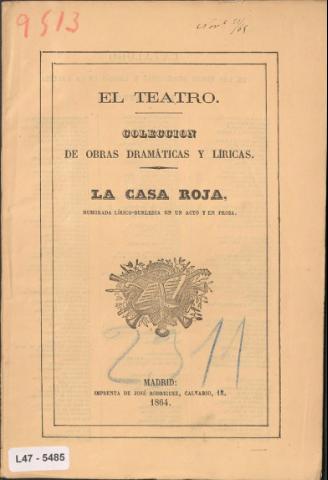 9513
EL TEATRO.
COLECCION
DE OBRAS DRAMÁTICAS Y LÍRICAS.
LA CASA ROJA,
HUMORADA LÍRICO-BURLESCA EN UN ACTO Y EN PROSA.
2311
MADRID:
IMPRENTA DE JOSÉ RODRIGUEZ, CALVARIO, 18.
1864.
L47 - 5485